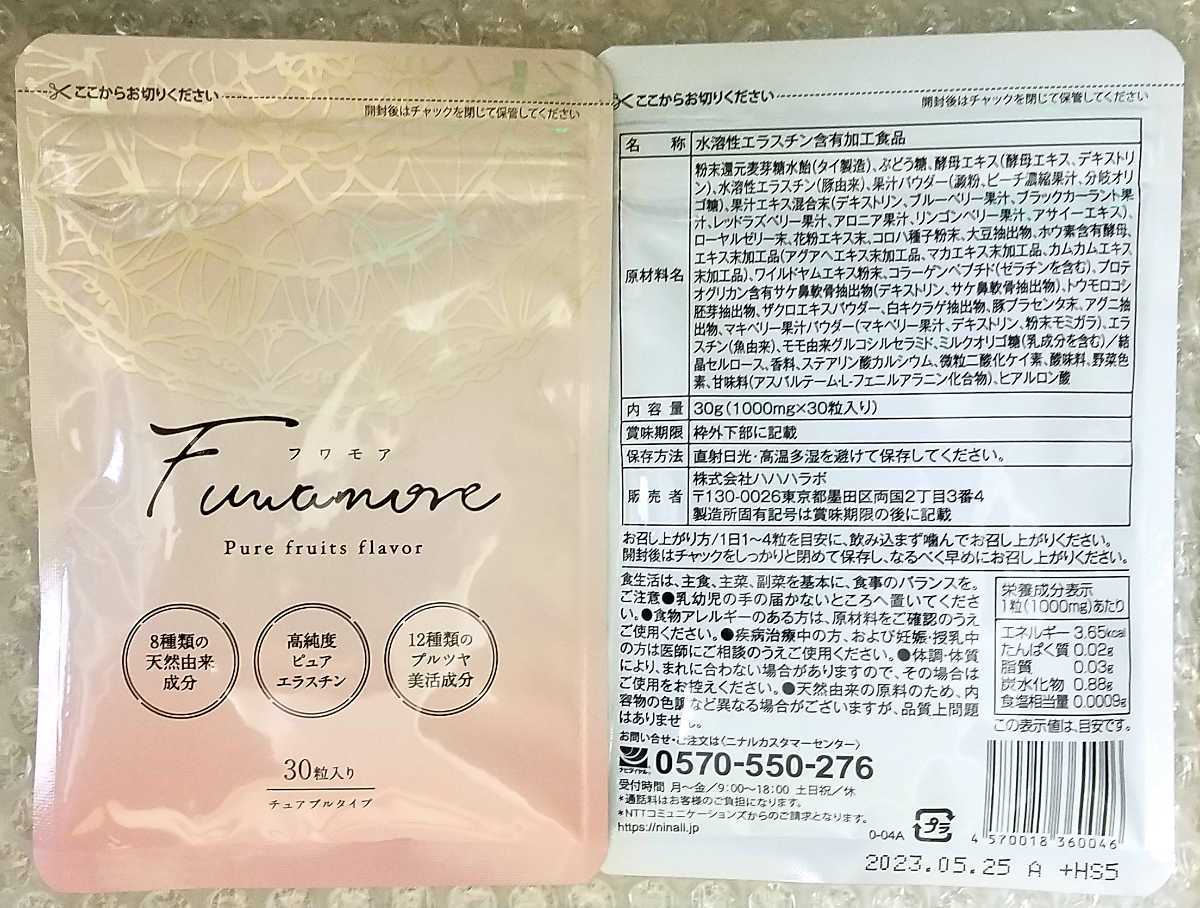 ここからお切りください
開封後はチャックを閉じて保管してください
フワモア
Fuwamore
Pure fruits flavor
8種類の
天然由来
成分
高純度
ピュア
エラスチン
12種類の
プルツヤ
美活成分
30粒入り
チュアブルタイプ
ここからお切りください
開封後はチャックを閉じて保管してください
名 称 水溶性エラスチン含有加工食品
原材料名
粉末還元麦芽糖水飴(タイ製造)、ぶどう糖、酵母エキス(酵母エキス、デキストリ
ン)、水溶性エラスチン(豚由来)、果汁パウダー(澱粉、ピーチ濃縮果汁、分岐オリ
ゴ糖)、果汁エキス混合末(デキストリン、ブルーベリー果汁、ブラックカーラント果
汁、レッドラズベリー果汁、アロニア果汁、リンゴンベリー果汁、アサイーエキス)、
ローヤルゼリー末、花粉エキス末、コロハ種子粉末、大豆抽出物、ホウ素含有酵母、
エキス末加工品(アグアヘエキス末加工品、マカエキス末加工品、カムカムエキス
末加工品)、ワイルドヤムエキス粉末、コラーゲンペプチド(ゼラチンを含む)、プロテ
オグリカン含有サケ鼻軟骨抽出物(デキストリン、サケ鼻軟骨抽出物)、トウモロコシ
胚芽抽出物、ザクロエキスパウダー、白キクラゲ抽出物、豚プラセンタ末、アグニ抽
出物、マキベリー果汁パウダー(マキベリー果汁、デキストリン、粉末モミガラ)、エラ
スチン(魚由来)、モモ由来グルコシルセラミド、ミルクオリゴ糖(乳成分を含む)/結
晶セルロース、香料、ステアリン酸カルシウム、微粒二酸化ケイ素、酸味料、野菜色
素、甘味料(アスパルテーム・L-フェニルアラニン化合物)、ヒアルロン酸
内容量 30g(1000mg×30粒入り)
賞味期限 枠外下部に記載
保存方法 直射日光・高温多湿を避けて保存してください。
販売者
株式会社ハハハラボ
〒130-0026東京都墨田区両国2丁目3番4
製造所固有記号は賞味期限の後に記載
お召し上がり方/1日1～4粒を目安に、飲み込まず噛んでお召し上がりください。
開封後はチャックをしっかりと閉めて保存し、なるべく早めにお召し上がりください。
食生活は、主食、主菜、副菜を基本に、食事のバランスを。
ご注意●乳幼児の手の届かないところへ置いてくださ
い。●食物アレルギーのある方は、原材料をご確認のうえ
ご使用ください。●疾病治療中の方、および妊娠・授乳中
の方は医師にご相談のうえご使用ください。●体調・体質
により、まれに合わない場合がありますので、その場合は
ご使用をお控えください。●天然由来の原料のため、内
容物の色調など異なる場合がございますが、品質上問題
はありません。
栄養成分表示
1粒(1000mg)あたり
エネルギー 3.65kcal
たんぱく質 0.02g
脂質 0.03g
炭水化物 0.88g
食塩相当量 0.0009g
この表示値は、目安です。
お問い合せ・ご注文は〈ニナルカスタマーセンター〉
ナビダイヤル
0570-550-276
受付時間 月～金/9:00～18:00 土日祝/休
*通話料はお客様のご負担になります。
*NTTコミュニケーションズからのご請求となります。
https://ninall.jp
0-04A
プラ
4 570018 360046
2023.05.25 A +HS5